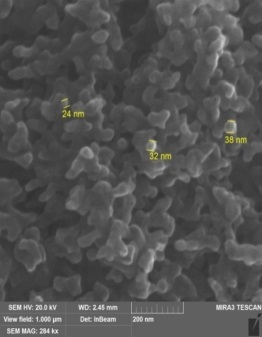 24 nm
38 nm
32 nm
SEM HV: 20.0 kV WD: 2.45 mm MIRA3 TESCAN
View field: 1.000 µm Det: InBeam 200 nm
SEM MAG: 284 kx